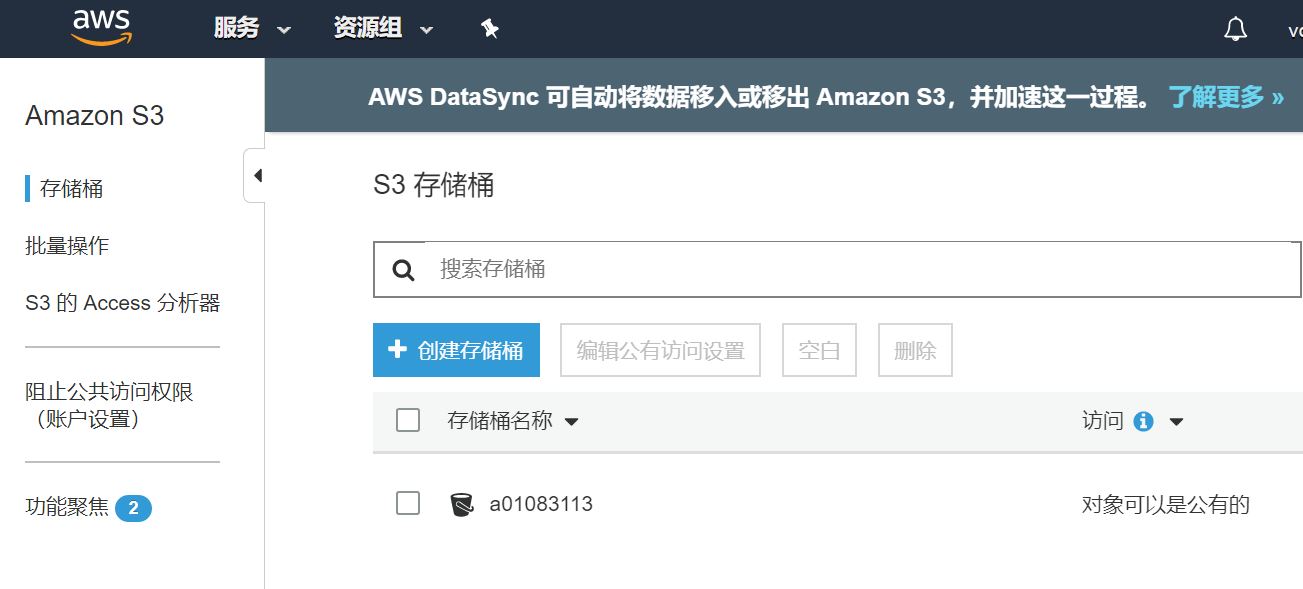 aws 服务 资源组
AWS DataSync 可自动将数据移入或移出 Amazon S3，并加速这一过程。 了解更多 »
Amazon S3
存储桶
批量操作
S3 的 Access 分析器
阻止公共访问权限
（账户设置）
功能聚焦 2
S3 存储桶
搜索存储桶
+ 创建存储桶 编辑公有访问设置 空白 删除
存储桶名称 访问
a01083113 对象可以是公有的